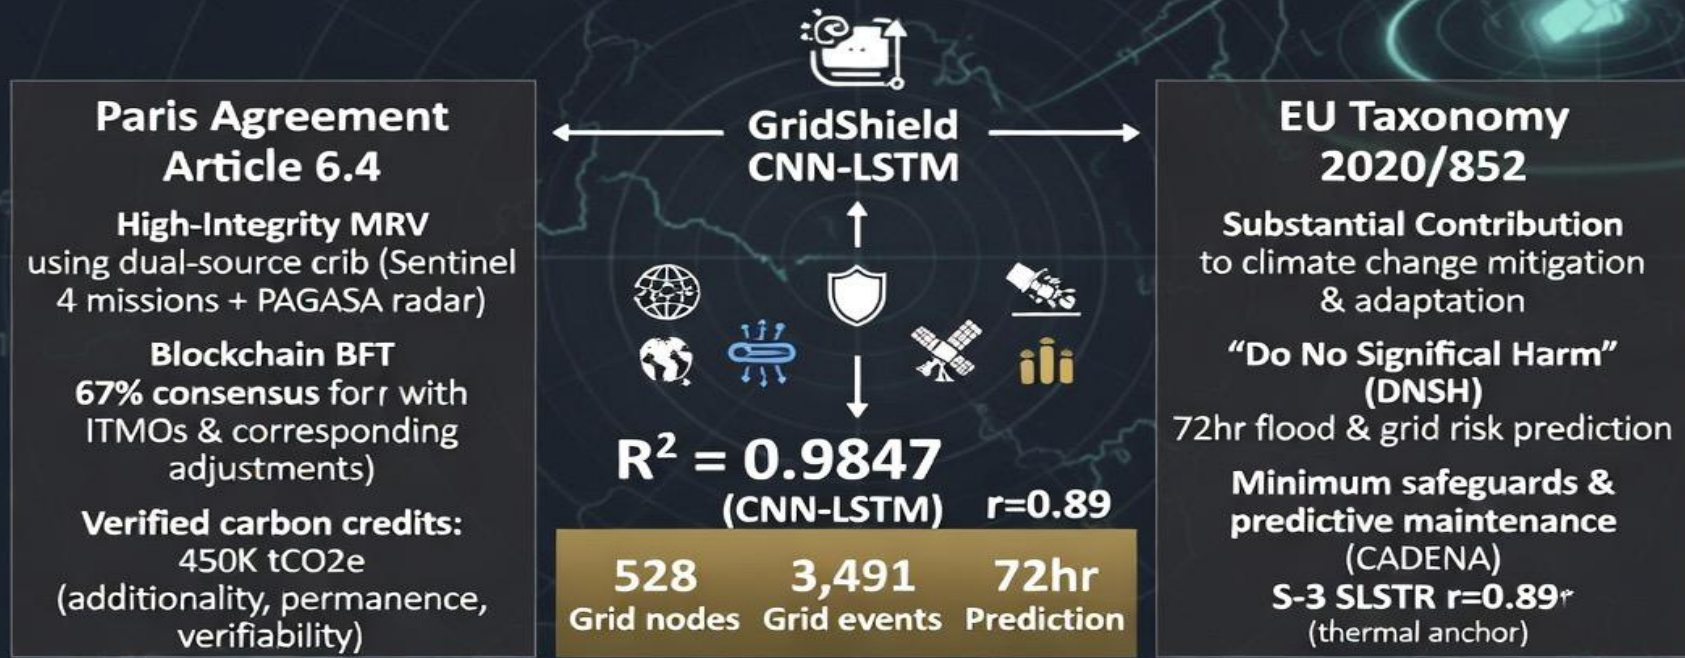 Paris Agreement
Article 6.4
High-Integrity MRV
using dual-source crib (Sentinel
4 missions + PAGASA radar)
Blockchain BFT
67% consensus forr with
ITMOs & corresponding
adjustments)
Verified carbon credits:
450K tCO2e
(additionality, permanence,
verifiability)
GridShield
CNN-LSTM
R² = 0.9847
(CNN-LSTM) r=0.89
528 3,491 72hr
Grid nodes Grid events Prediction
EU Taxonomy
2020/852
Substantial Contribution
to climate change mitigation
& adaptation
“Do No Significal Harm”
(DNSH)
72hr flood & grid risk prediction
Minimum safeguards &
predictive maintenance
(CADENA)
S-3 SLSTR r=0.89r
(thermal anchor)